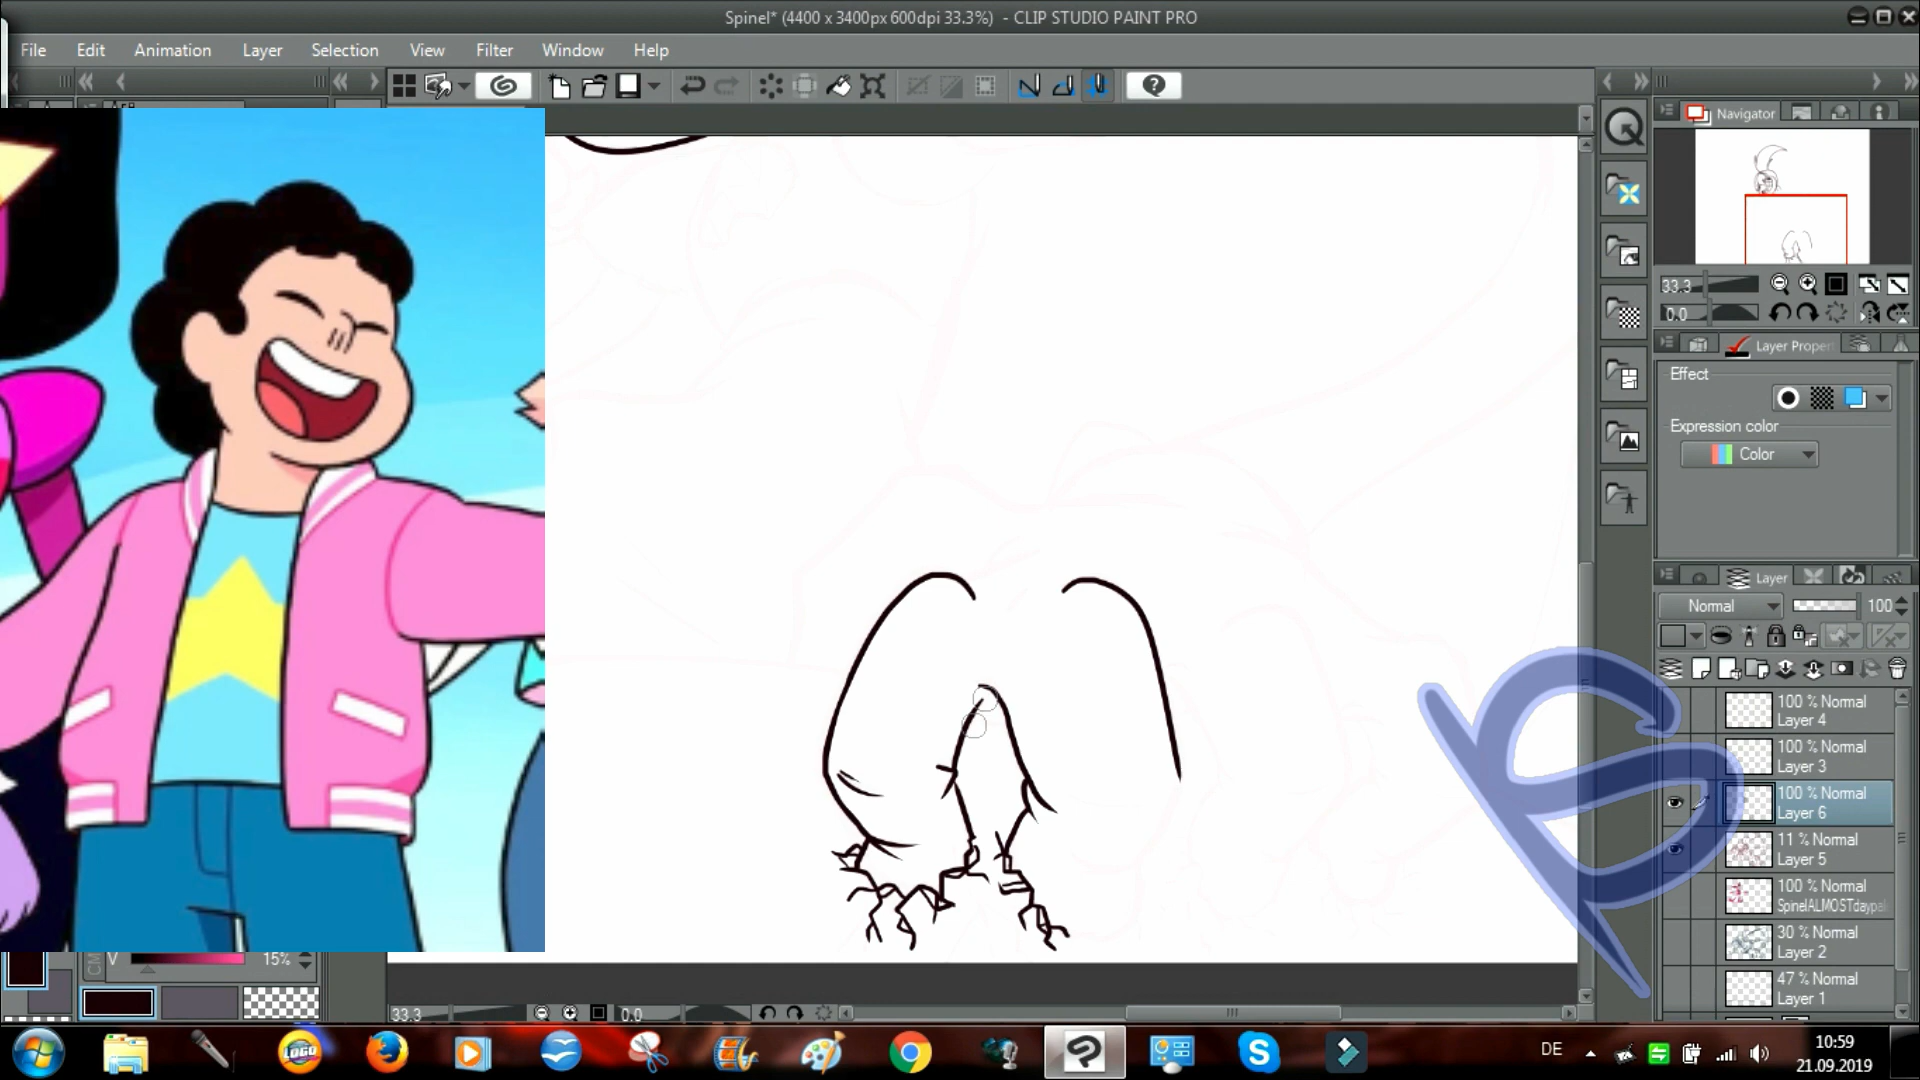 Spinel* (4400 x 3400px 600dpi 33.3%) - CLIP STUDIO PAINT PRO
File Edit Animation Layer Selection View Filter Window Help
Navigator
33.3
0.0
Layer Proper
Effect
Expression color
Color
Layer
Normal 100
100 % Normal
Layer 4
100 % Normal
Layer 3
100 % Normal
Layer 6
11 % Normal
Layer 5
100 % Normal
SpinelALMOSTdaypai
30 % Normal
Layer 2
47 % Normal
Layer 1
V 15%
33.3 0.0
LOGO
DE
10:59
21.09.2019